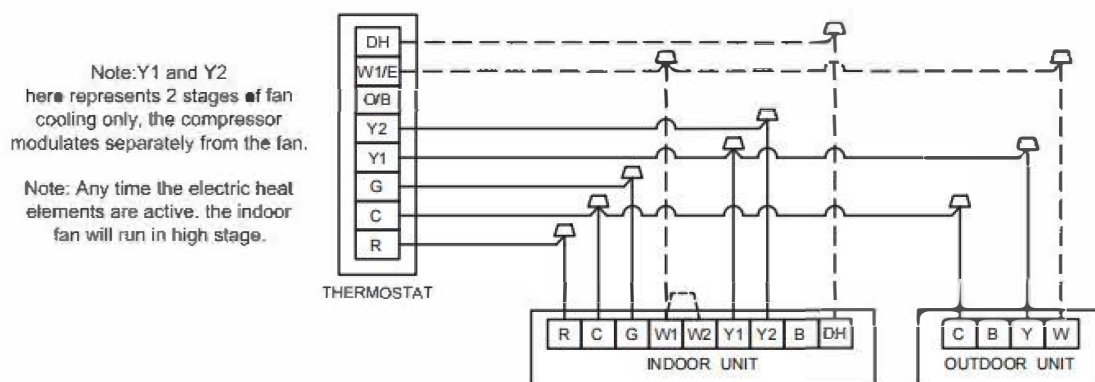 Note:Y1 and Y2
here represents 2 stages of fan
cooling only, the compressor
modulates separately from the fan.
Note: Any time the electric heat
elements are active. the indoor
fan will run in high stage.
DH
W1/E
O/B
Y2
Y1
G
C
R
THERMOSTAT
R C G W1 W2 Y1 Y2 B DH
INDOOR UNIT
C B Y W
OUTDOOR UNIT